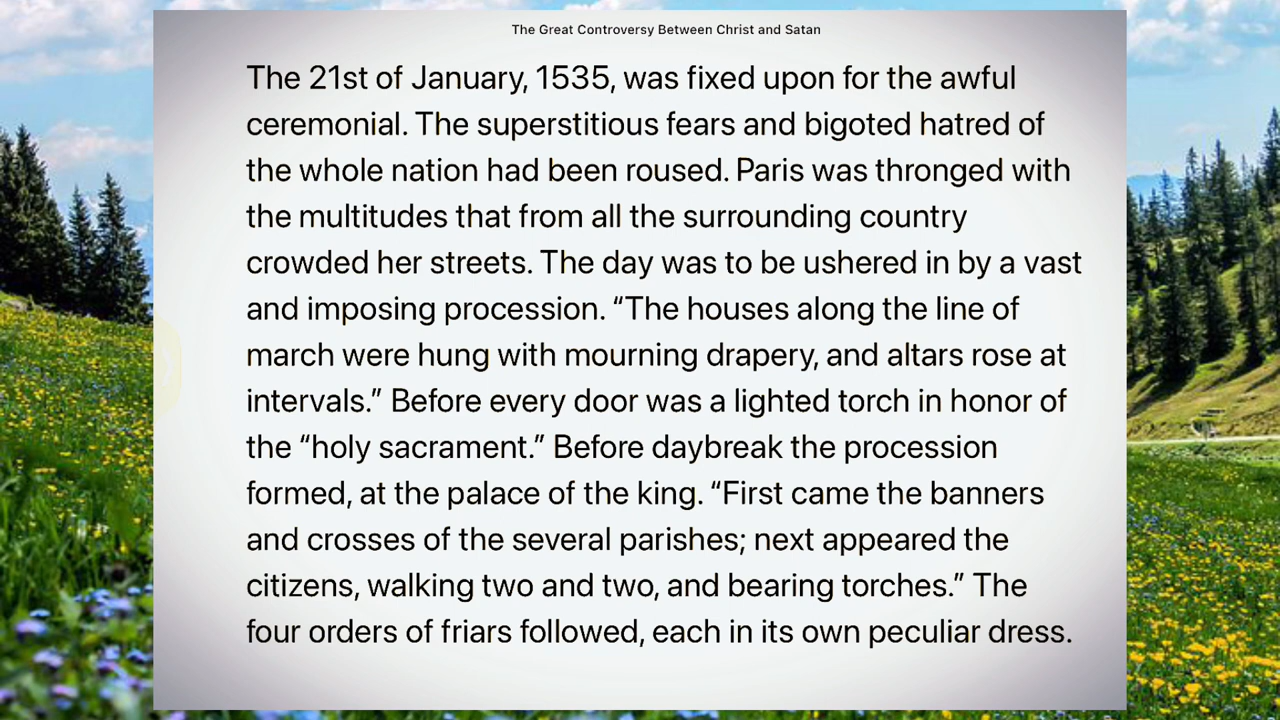 The Great Controversy Between Christ and Satan
The 21st of January, 1535, was fixed upon for the awful
ceremonial. The superstitious fears and bigoted hatred of
the whole nation had been roused. Paris was thronged with
the multitudes that from all the surrounding country
crowded her streets. The day was to be ushered in by a vast
and imposing procession. “The houses along the line of
march were hung with mourning drapery, and altars rose at
intervals.” Before every door was a lighted torch in honor of
the “holy sacrament.” Before daybreak the procession
formed, at the palace of the king. “First came the banners
and crosses of the several parishes; next appeared the
citizens, walking two and two, and bearing torches.” The
four orders of friars followed, each in its own peculiar dress.